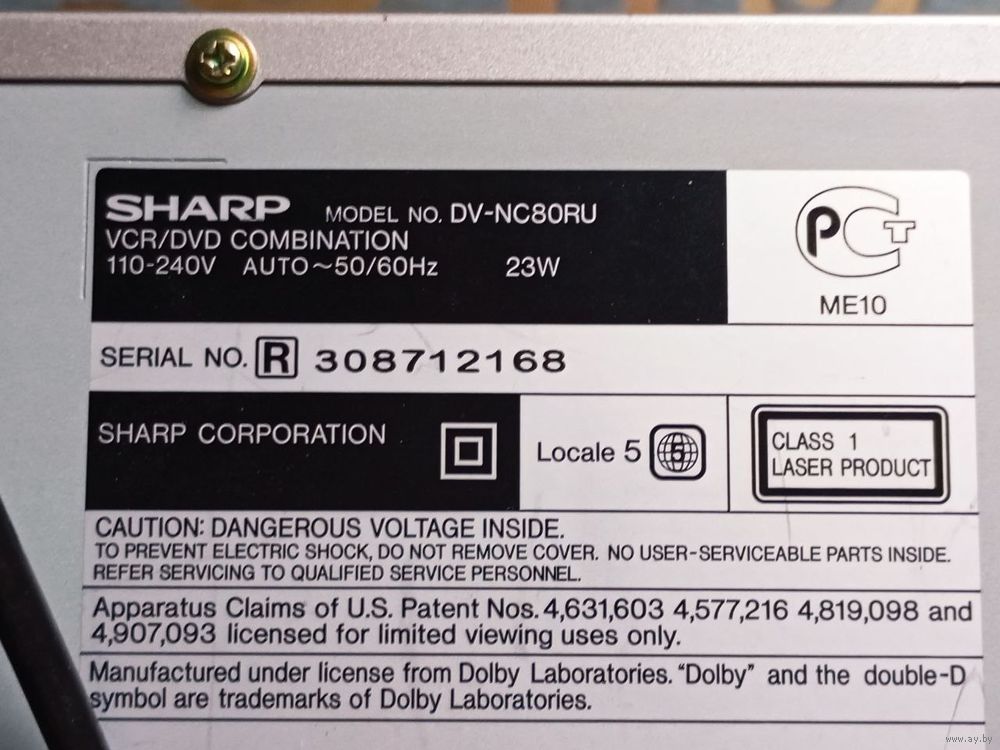 SHARP MODEL NO. DV-NC80RU
VCR/DVD COMBINATION
110-240V AUTO～50/60Hz 23W
PCT
ME10
SERIAL NO. R 308712168
SHARP CORPORATION
Locale 5 5
CLASS 1
LASER PRODUCT
CAUTION: DANGEROUS VOLTAGE INSIDE.
TO PREVENT ELECTRIC SHOCK, DO NOT REMOVE COVER. NO USER-SERVICEABLE PARTS INSIDE.
REFER SERVICING TO QUALIFIED SERVICE PERSONNEL.
Apparatus Claims of U.S. Patent Nos. 4,631,603 4,577,216 4,819,098 and
4,907,093 licensed for limited viewing uses only.
Manufactured under license from Dolby Laboratories. “Dolby” and the double-D
symbol are trademarks of Dolby Laboratories.
www.ay.by